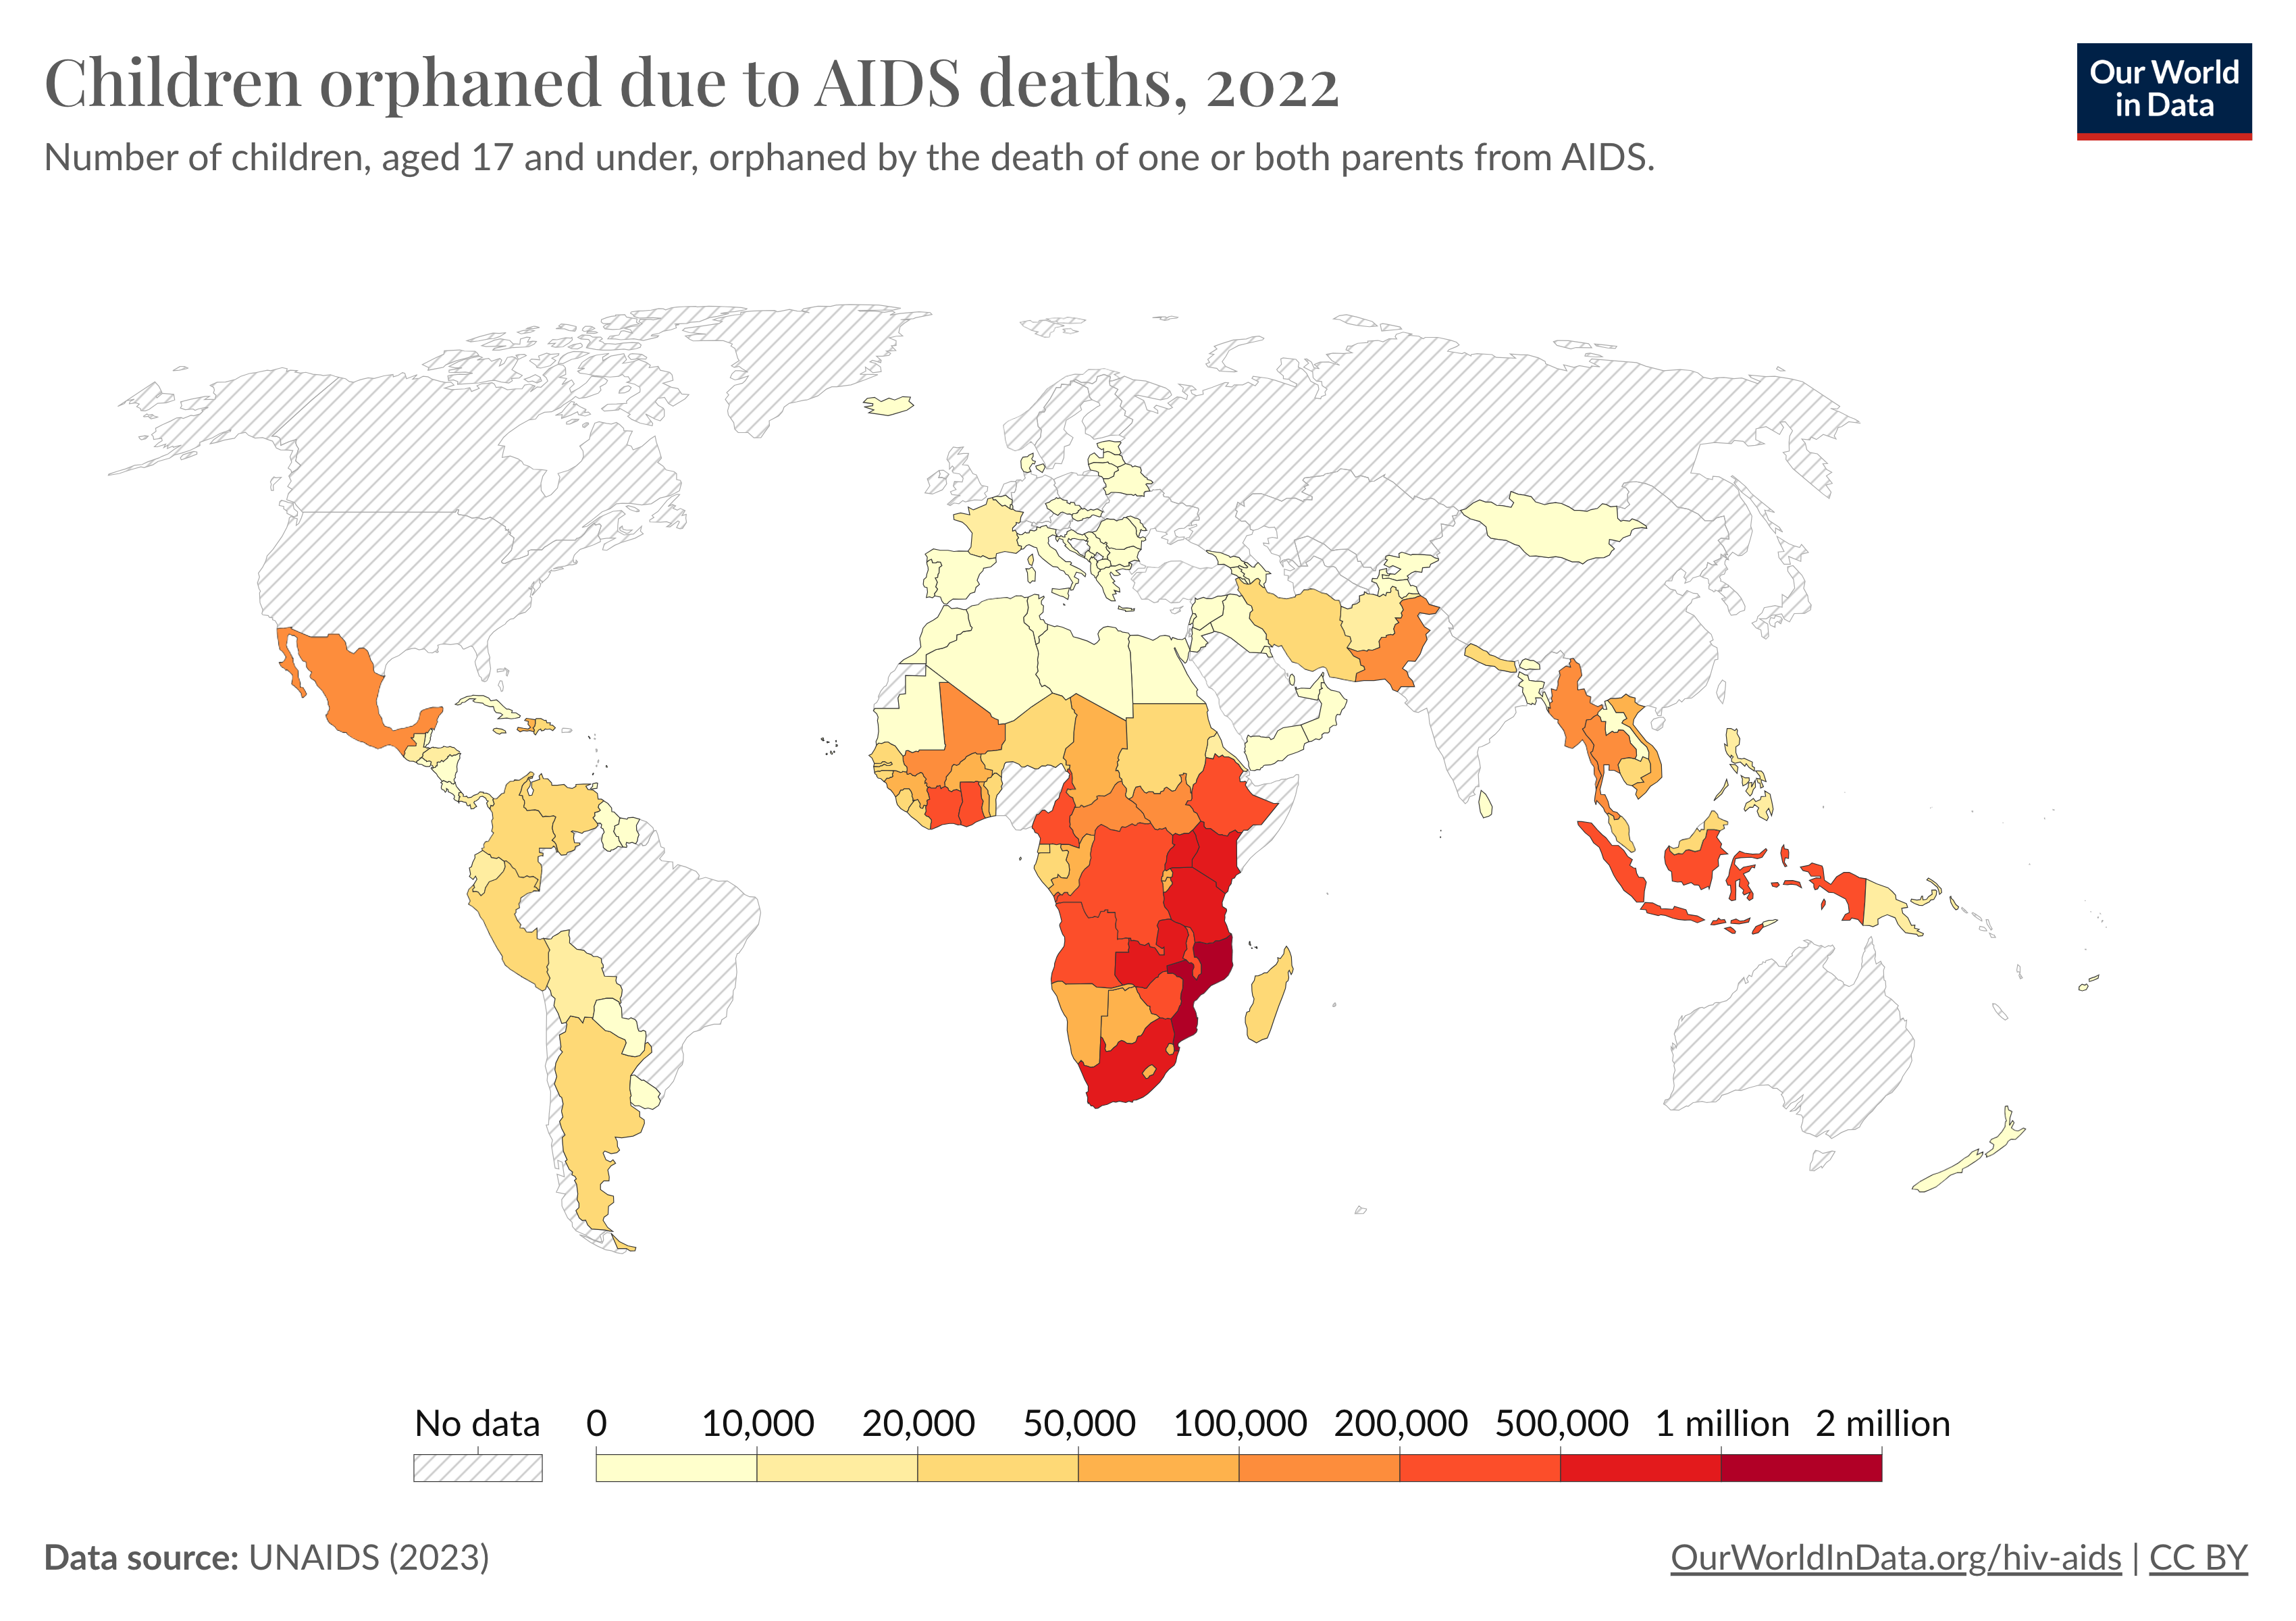 Children orphaned due to AIDS deaths, 2022
Our World
in Data
Number of children, aged 17 and under, orphaned by the death of one or both parents from AIDS.
No data
0
10,000
20,000
50,000
100,000
200,000
500,000
1 million
2 million
Data source: UNAIDS (2023)
OurWorldInData.org/hiv-aids | CC BY